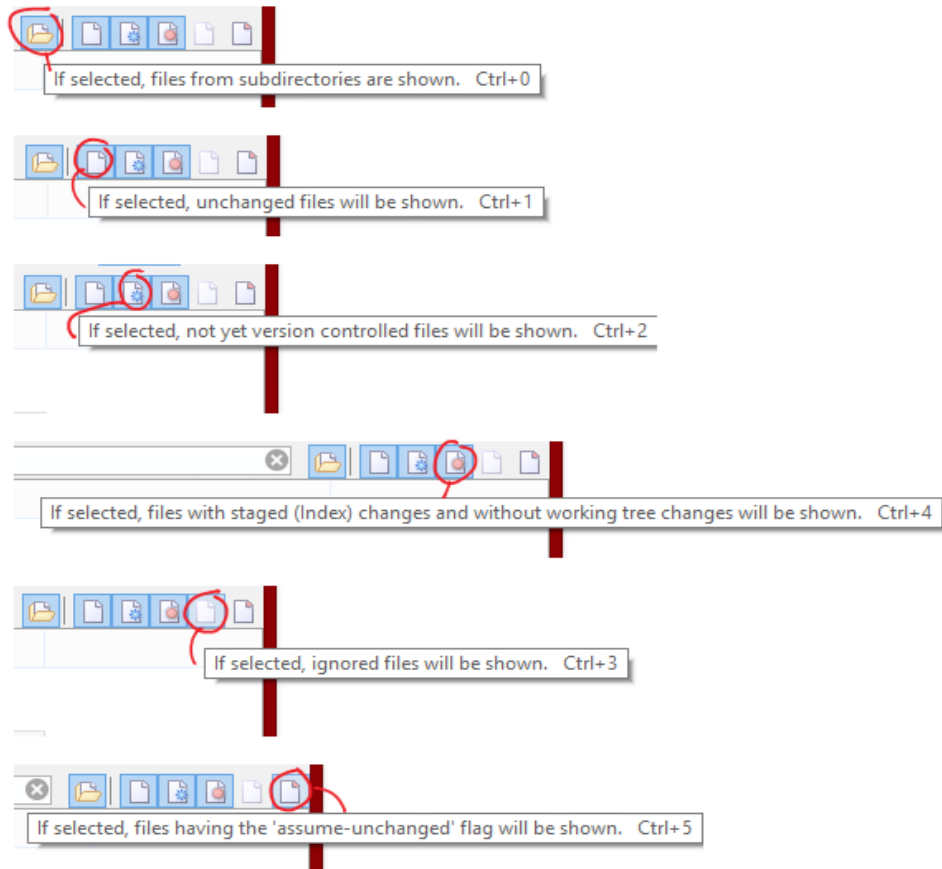 If selected, files from subdirectories are shown. Ctrl+0
If selected, unchanged files will be shown. Ctrl+1
If selected, not yet version controlled files will be shown. Ctrl+2
If selected, files with staged (Index) changes and without working tree changes will be shown. Ctrl+4
If selected, ignored files will be shown. Ctrl+3
If selected, files having the 'assume-unchanged' flag will be shown. Ctrl+5